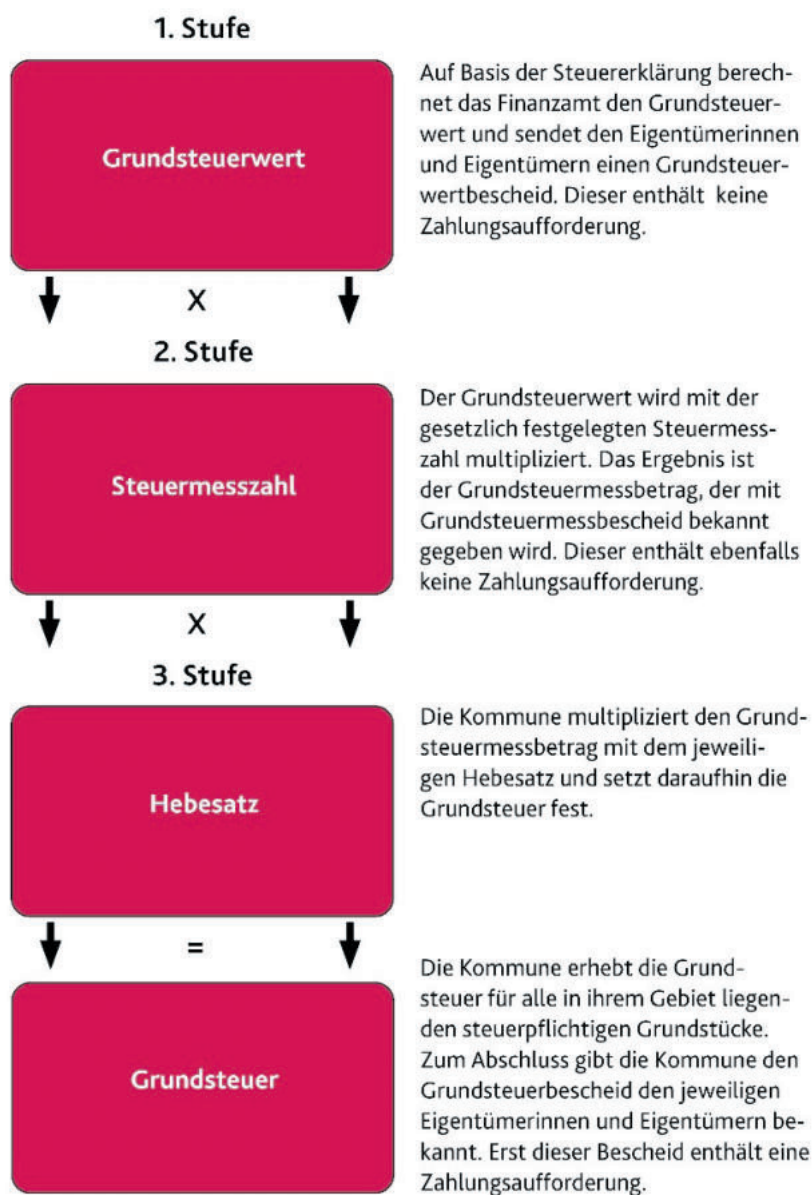 1. Stufe
Grundsteuerwert
Auf Basis der Steuererklärung berech-
net das Finanzamt den Grundsteuer-
wert und sendet den Eigentümerinnen
und Eigentümern einen Grundsteuer-
wertbescheid. Dieser enthält keine
Zahlungsaufforderung.
X
2. Stufe
Steuermesszahl
Der Grundsteuerwert wird mit der
gesetzlich festgelegten Steuermess-
zahl multipliziert. Das Ergebnis ist
der Grundsteuermessbetrag, der mit
Grundsteuermessbescheid bekannt
gegeben wird. Dieser enthält ebenfalls
keine Zahlungsaufforderung.
X
3. Stufe
Hebesatz
Die Kommune multipliziert den Grund-
steuermessbetrag mit dem jeweili-
gen Hebesatz und setzt daraufhin die
Grundsteuer fest.
=
Grundsteuer
Die Kommune erhebt die Grund-
steuer für alle in ihrem Gebiet liegen-
den steuerpflichtigen Grundstücke.
Zum Abschluss gibt die Kommune den
Grundsteuerbescheid den jeweiligen
Eigentümerinnen und Eigentümern be-
kannt. Erst dieser Bescheid enthält eine
Zahlungsaufforderung.